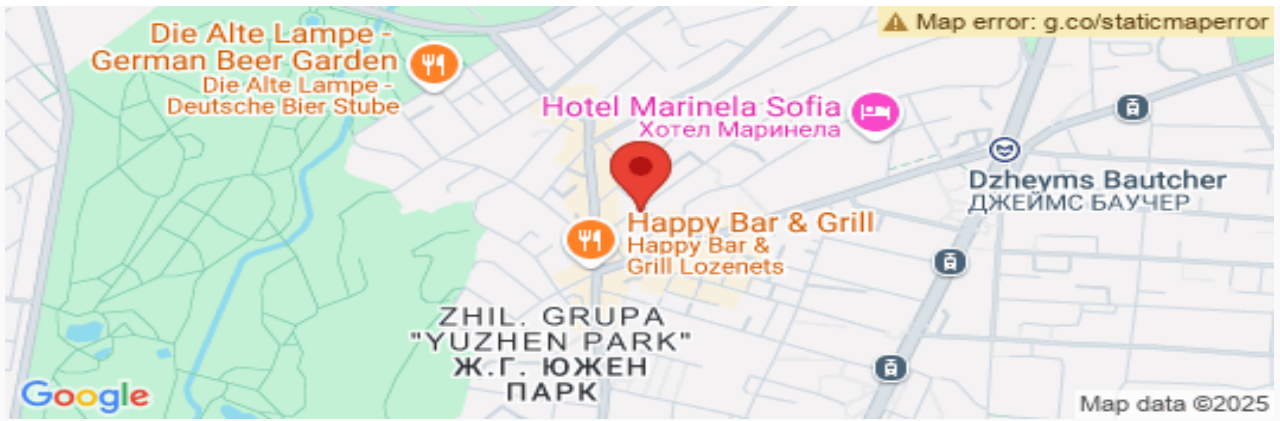 Map error: g.co/staticmaperror
Die Alte Lampe -
German Beer Garden
Die Alte Lampe -
Deutsche Bier Stube
Hotel Marinela Sofia
Хотел Маринела
Dzheyms Bautcher
ДЖЕЙМС БАУЧЕР
Happy Bar & Grill
Happy Bar &
Grill Lozenets
ZHIL. GRUPA
"YUZHEN PARK"
Ж.Г. ЮЖЕН
ПАРК
Google
Map data ©2025